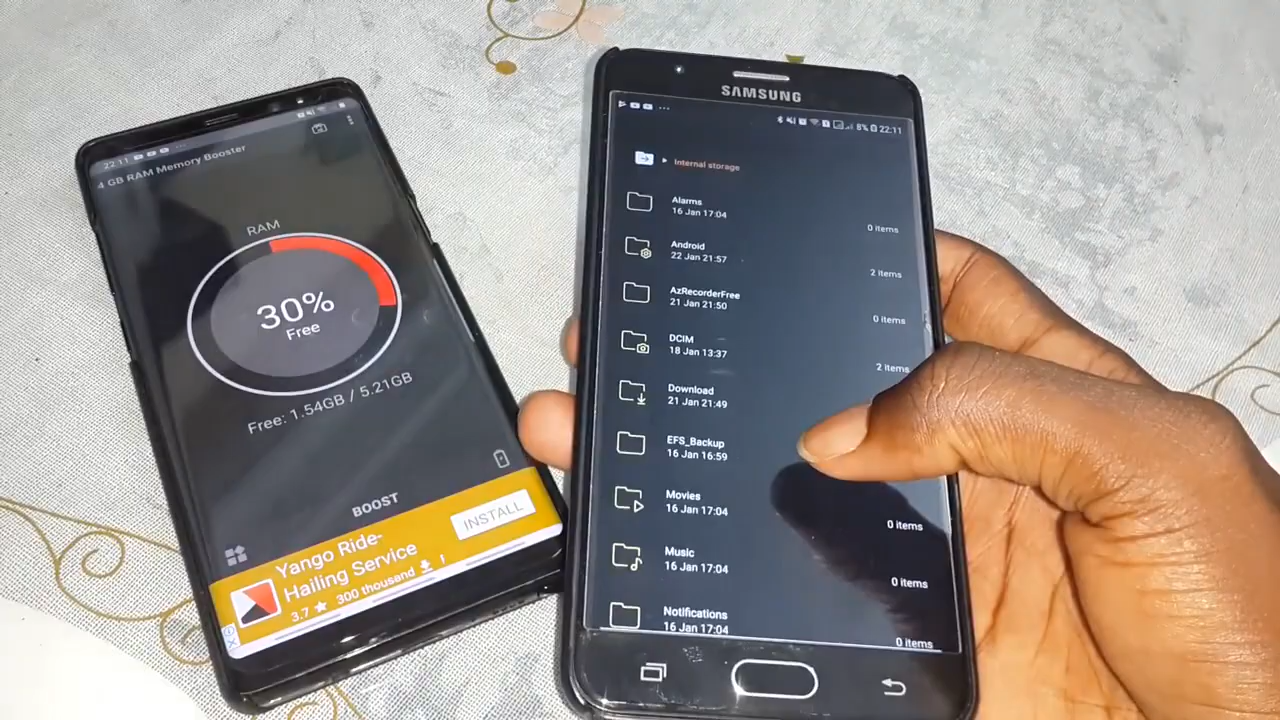 22:11
4 GB RAM Memory Booster
RAM
30%
Free
Free: 1.54GB / 5.21GB
BOOST
Yango Ride-
Hailing Service
3.7 ★ 300 thousand
INSTALL
SAMSUNG
8% 22:11
Internal storage
Alarms
16 Jan 17:04
0 items
Android
22 Jan 21:57
2 items
AzRecorderFree
21 Jan 21:50
0 items
DCIM
18 Jan 13:37
2 items
Download
21 Jan 21:49
EFS_Backup
16 Jan 16:59
Movies
16 Jan 17:04
0 items
Music
16 Jan 17:04
0 items
Notifications
16 Jan 17:04
0 items